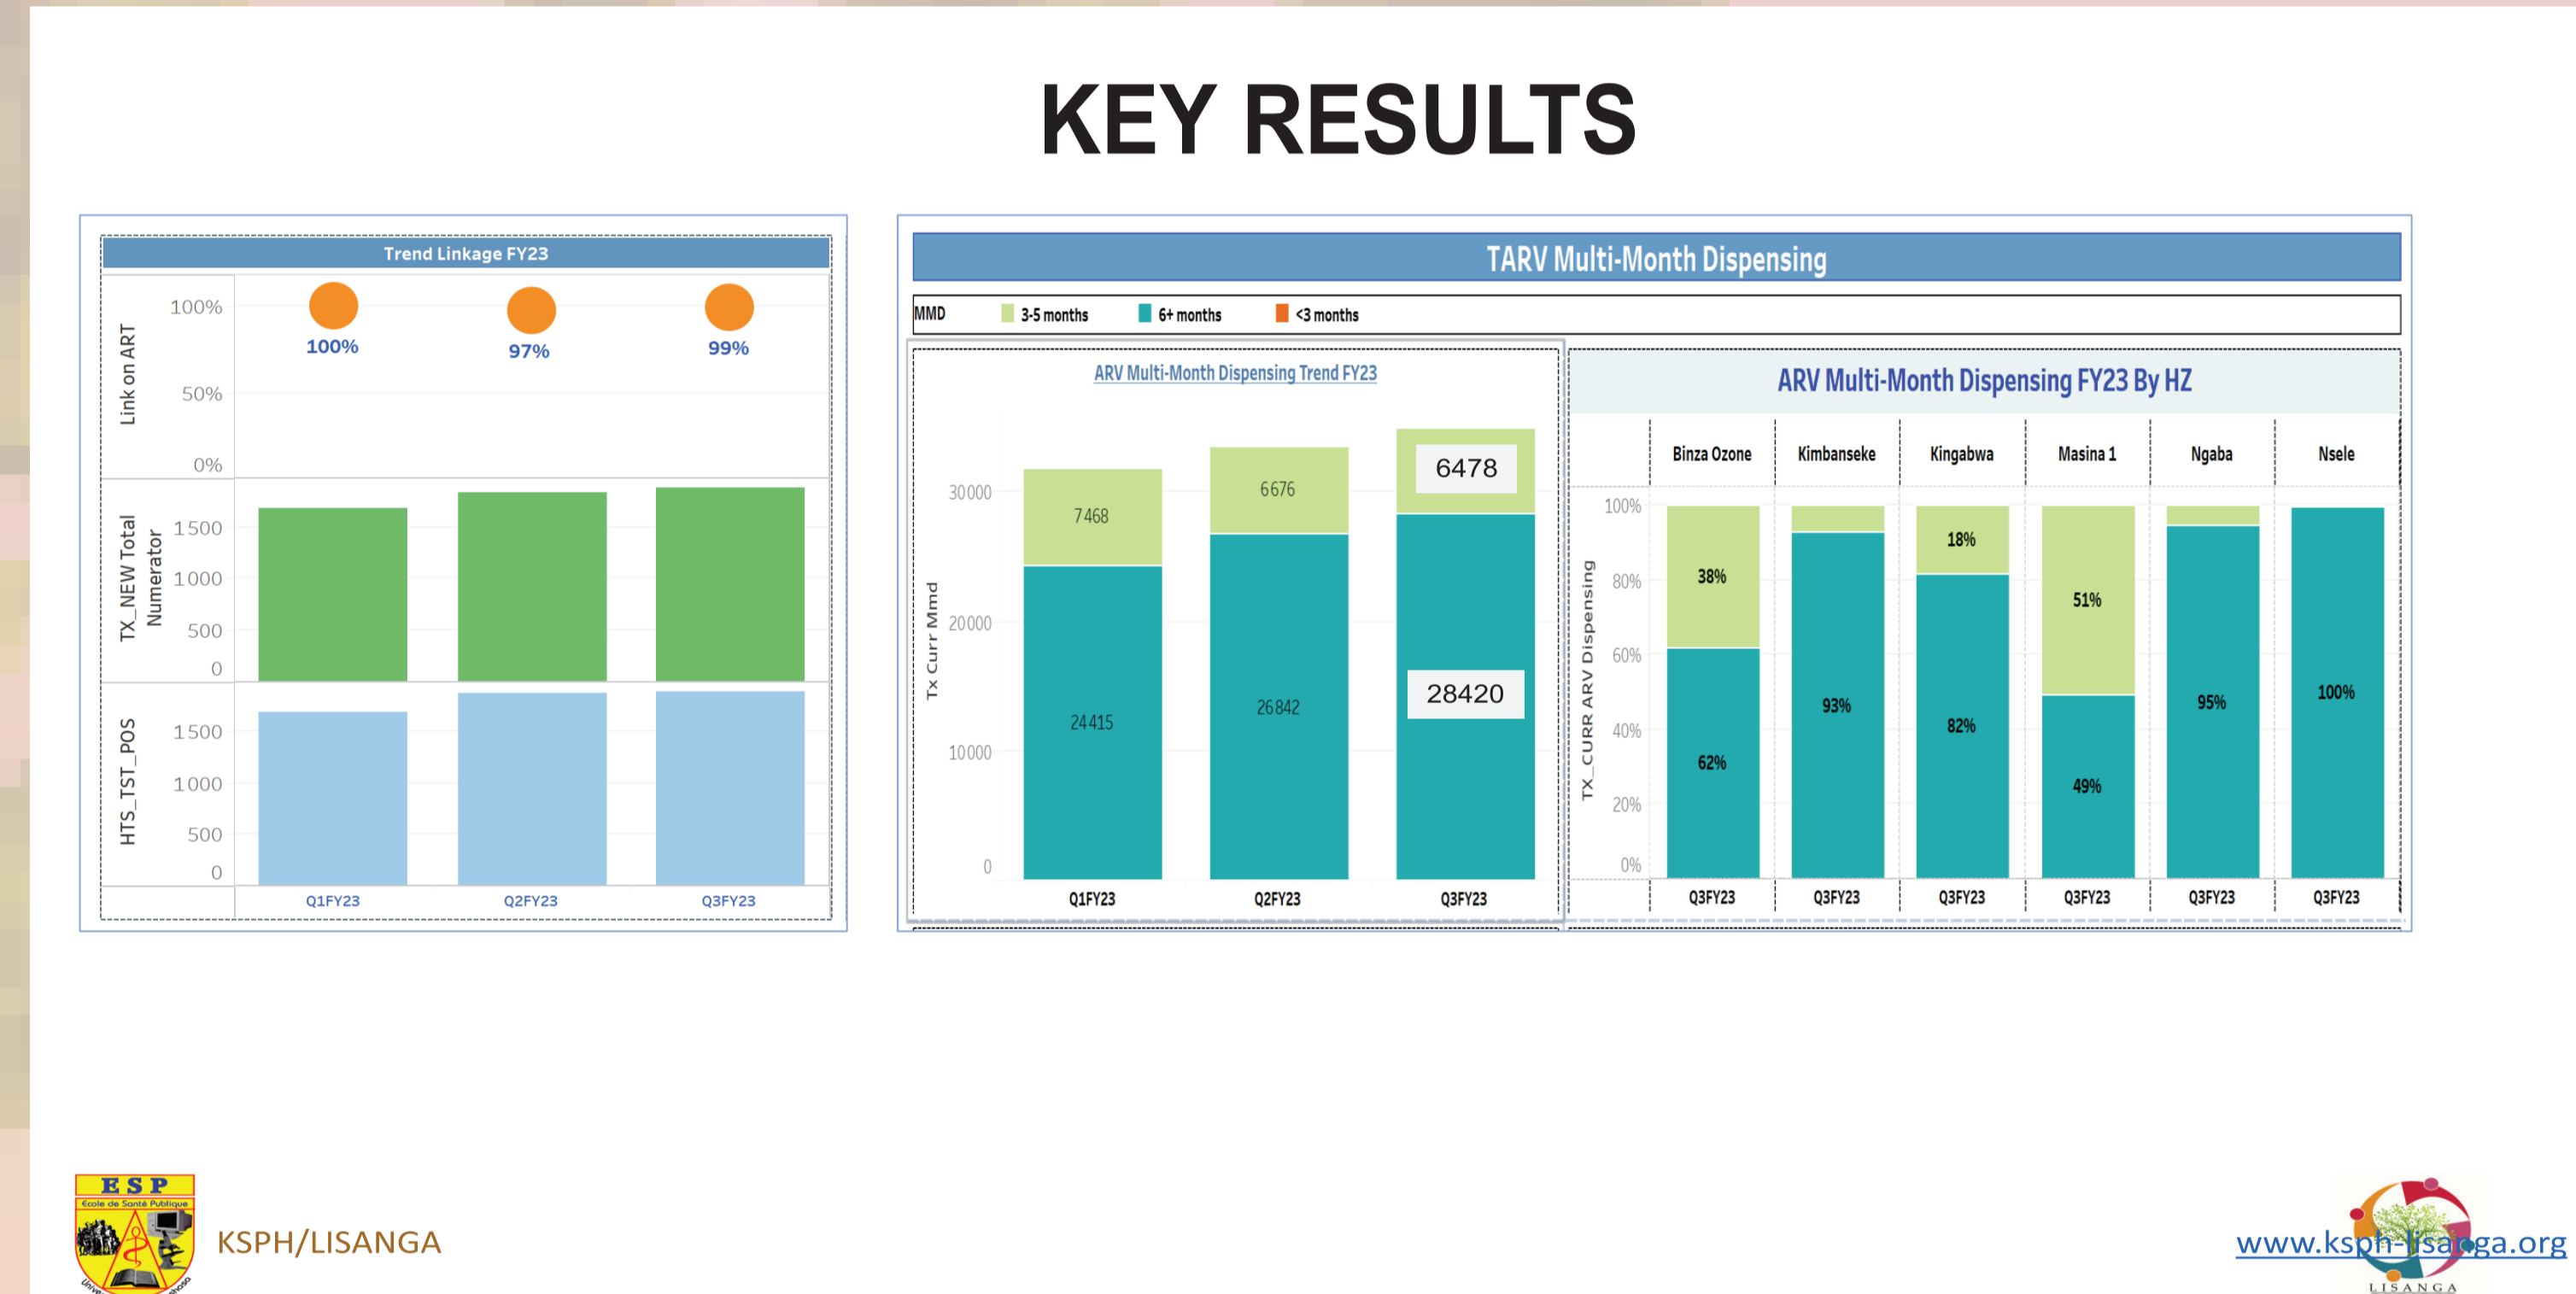 KEY RESULTS
Trend Linkage FY23
Link on ART
100%
50%
0%
100%
97%
99%
TX_NEW Total
Numerator
1500
1000
500
0
HTS_TST_POS
1500
1000
500
0
Q1FY23
Q2FY23
Q3FY23
TARV Multi-Month Dispensing
MMD
3-5 months
6+ months
<3 months
ARV Multi-Month Dispensing Trend FY23
Tx Curr Mmd
30000
20000
10000
0
7468
24415
6676
26842
6478
28420
Q1FY23
Q2FY23
Q3FY23
ARV Multi-Month Dispensing FY23 By HZ
Binza Ozone
Kimbanseke
Kingabwa
Masina 1
Ngaba
Nsele
TX_CURR ARV Dispensing
100%
80%
60%
40%
20%
0%
38%
62%
93%
18%
82%
51%
49%
95%
100%
Q3FY23
Q3FY23
Q3FY23
Q3FY23
Q3FY23
Q3FY23
ESP
Ecole de Santé Publique
KSPH/LISANGA
www.ksph-lisanga.org
LISANGA